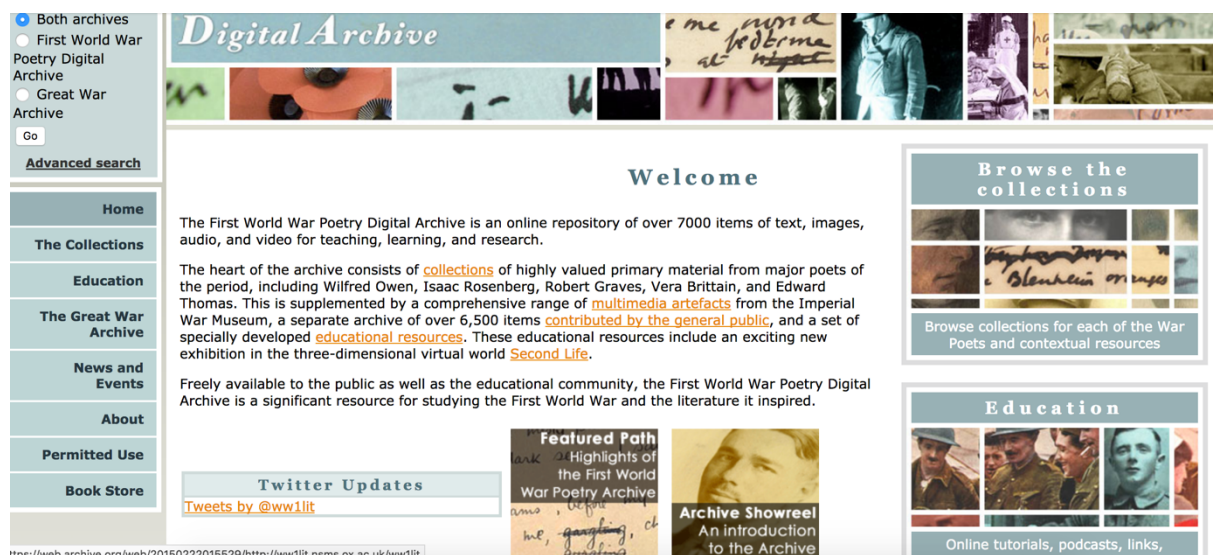 Both archives
First World War
Poetry Digital
Archive
Great War
Archive
Go
Advanced search
Home
The Collections
Education
The Great War
Archive
News and
Events
About
Permitted Use
Book Store
Digital Archive
me mind
Welcome
The First World War Poetry Digital Archive is an online repository of over 7000 items of text, images,
audio, and video for teaching, learning, and research.
The heart of the archive consists of collections of highly valued primary material from major poets of
the period, including Wilfred Owen, Isaac Rosenberg, Robert Graves, Vera Brittain, and Edward
Thomas. This is supplemented by a comprehensive range of multimedia artefacts from the Imperial
War Museum, a separate archive of over 6,500 items contributed by the general public, and a set of
specially developed educational resources. These educational resources include an exciting new
exhibition in the three-dimensional virtual world Second Life.
Freely available to the public as well as the educational community, the First World War Poetry Digital
Archive is a significant resource for studying the First World War and the literature it inspired.
Twitter Updates
Tweets by @ww1lit
Featured Path
Highlights of
the First World
War Poetry Archive
me, gargling, ch
Archive Showreel
An introduction
to the Archive
Browse the
collections
Blenheim oranges
Browse collections for each of the War
Poets and contextual resources
Education
Online tutorials, podcasts, links,